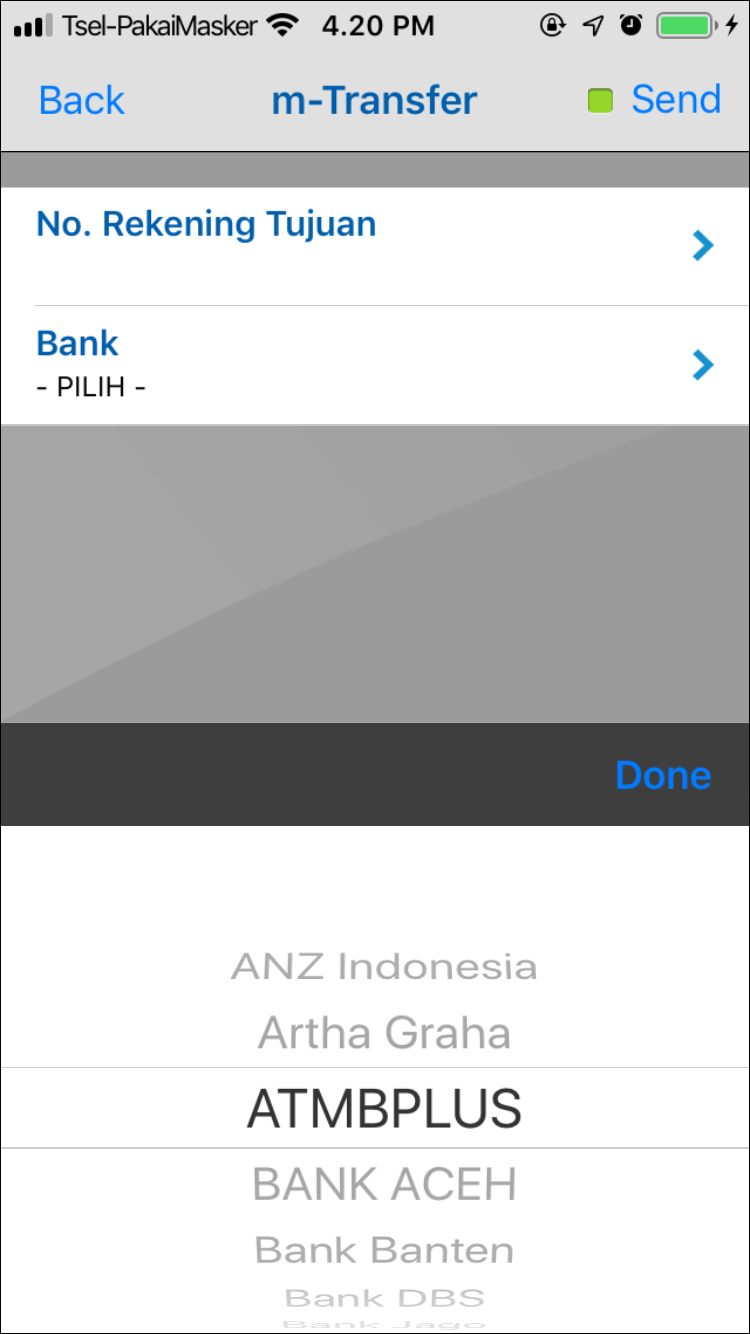 Tsel-PakaiMasker 4.20 PM
Back m-Transfer Send
No. Rekening Tujuan
Bank
- PILIH -
Done
ANZ Indonesia
Artha Graha
ATMBPLUS
BANK ACEH
Bank Banten
Bank DBS
Bank Jago